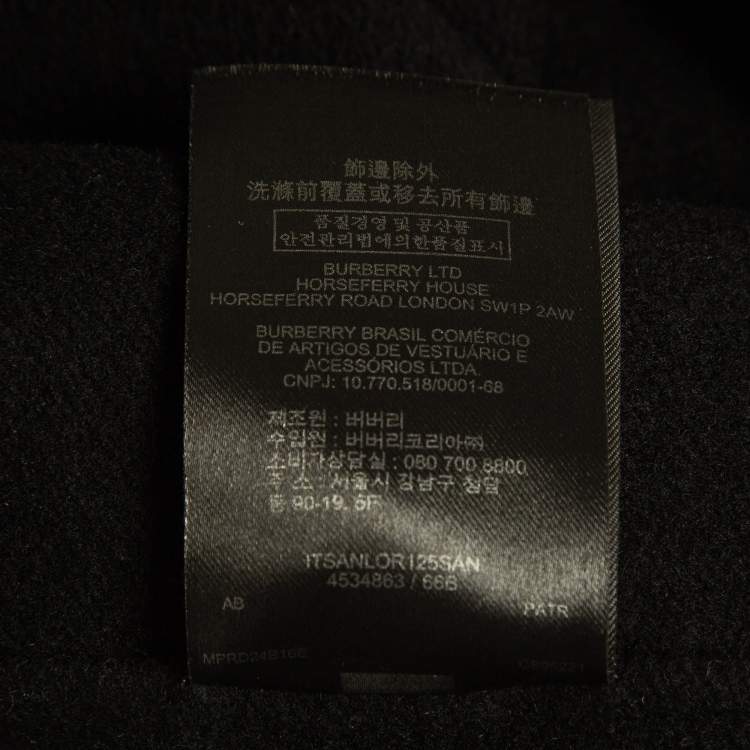 飾邊除外
洗滌前覆蓋或移去所有飾邊
품질경영 및 공산품
안전관리법에의한품질표시
BURBERRY LTD
HORSEFERRY HOUSE
HORSEFERRY ROAD LONDON SW1P 2AW
BURBERRY BRASIL COMÉRCIO
DE ARTIGOS DE VESTUÁRIO E
ACESSÓRIOS LTDA.
CNPJ: 10.770.518/0001-68
제조원 : 버버리
수입원 : 버버리코리아㈜
소비자상담실 : 080 700 8800
주 소 : 서울시 강남구 청담
동 90-19. 5F
ITSANLOR125SAN
4534863 / 66B
AB
PATR